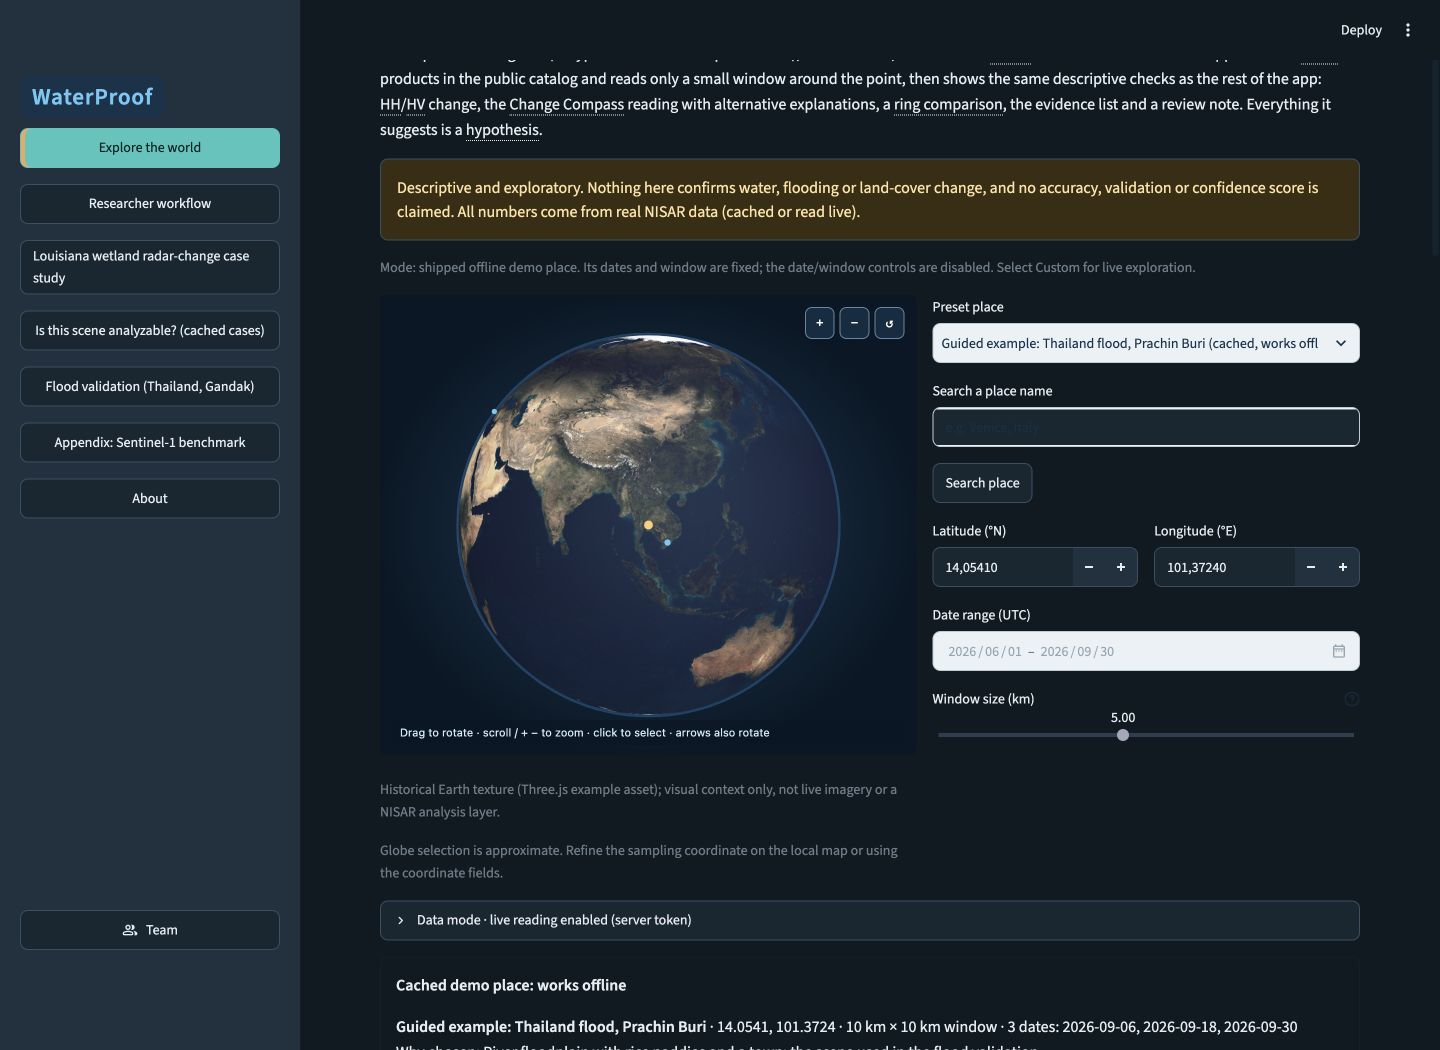 Deploy
WaterProof
Explore the world
Researcher workflow
Louisiana wetland radar-change case
study
Is this scene analyzable? (cached cases)
Flood validation (Thailand, Gandak)
Appendix: Sentinel-1 benchmark
About
Team
products in the public catalog and reads only a small window around the point, then shows the same descriptive checks as the rest of the app:
HH/HV change, the Change Compass reading with alternative explanations, a ring comparison, the evidence list and a review note. Everything it
suggests is a hypothesis.
Descriptive and exploratory. Nothing here confirms water, flooding or land-cover change, and no accuracy, validation or confidence score is
claimed. All numbers come from real NISAR data (cached or read live).
Mode: shipped offline demo place. Its dates and window are fixed; the date/window controls are disabled. Select Custom for live exploration.
+ − ↺
Drag to rotate · scroll / + − to zoom · click to select · arrows also rotate
Historical Earth texture (Three.js example asset); visual context only, not live imagery or a
NISAR analysis layer.
Globe selection is approximate. Refine the sampling coordinate on the local map or using
the coordinate fields.
Preset place
Guided example: Thailand flood, Prachin Buri (cached, works offl
Search a place name
e.g. Venice, Italy
Search place
Latitude (°N) Longitude (°E)
14,05410 − + 101,37240 − +
Date range (UTC)
2026/06/01 – 2026/09/30
Window size (km)
5.00
Data mode · live reading enabled (server token)
Cached demo place: works offline
Guided example: Thailand flood, Prachin Buri · 14.0541, 101.3724 · 10 km × 10 km window · 3 dates: 2026-09-06, 2026-09-18, 2026-09-30